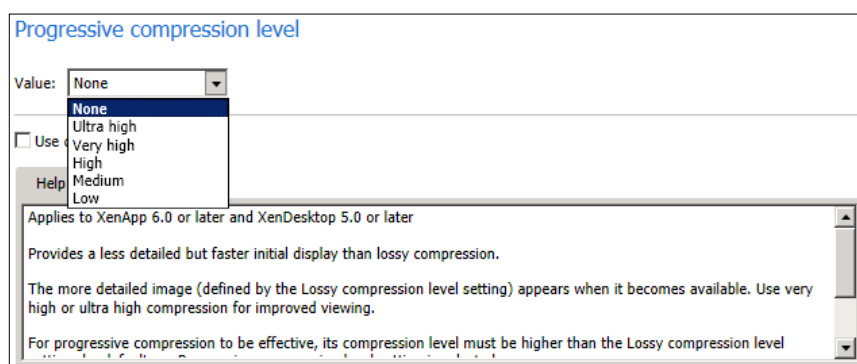 Progressive compression level
Value: None
None
Ultra high
Use
Very high
High
Help
Medium
Low
Applies to XenApp 6.0 or later and XenDesktop 5.0 or later
Provides a less detailed but faster initial display than lossy compression.
The more detailed image (defined by the Lossy compression level setting) appears when it becomes available. Use very
high or ultra high compression for improved viewing.
For progressive compression to be effective, its compression level must be higher than the Lossy compression level